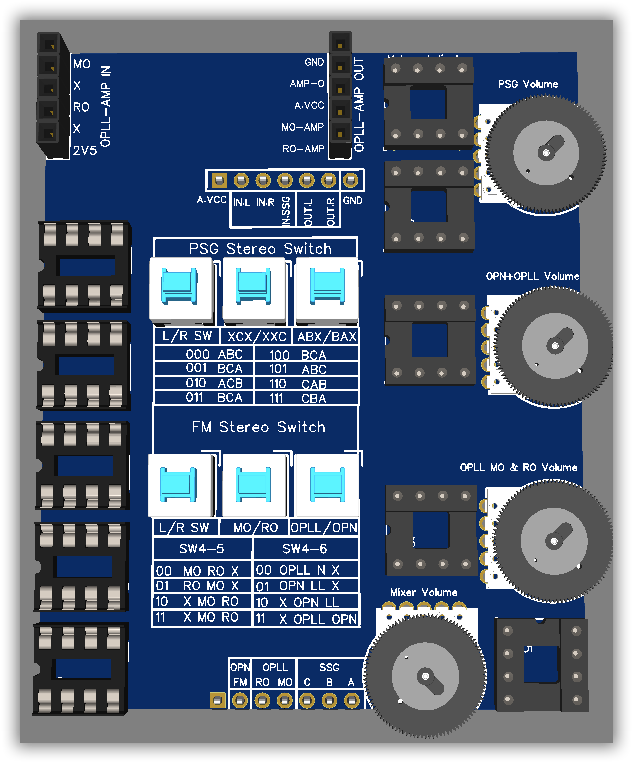 MO
X
RO
X
2V5
OPLL-AMP IN
GND
AMP-O
A-VCC
MO-AMP
RO-AMP
OPLL-AMP OUT
PSG Volume
A-VCC
IN-L
IN-R
IN-SSG
OUT.L
OUT.R
GND
PSG Stereo Switch
L/R SW XCX/XXC ABX/BAX
000 ABC 100 BCA
001 BCA 101 ABC
010 ACB 110 CAB
011 BCA 111 CBA
OPN+OPLL Volume
FM Stereo Switch
L/R SW MO/RO OPLL/OPN
SW4-5 SW4-6
00 MO RO X 00 OPLL N X
01 RO MO X 01 OPN LL X
10 X MO RO 10 X OPN LL
11 X MO RO 11 X OPLL OPN
OPLL MO & RO Volume
Mixer Volume
OPN OPLL SSG
FM RO MO C B A